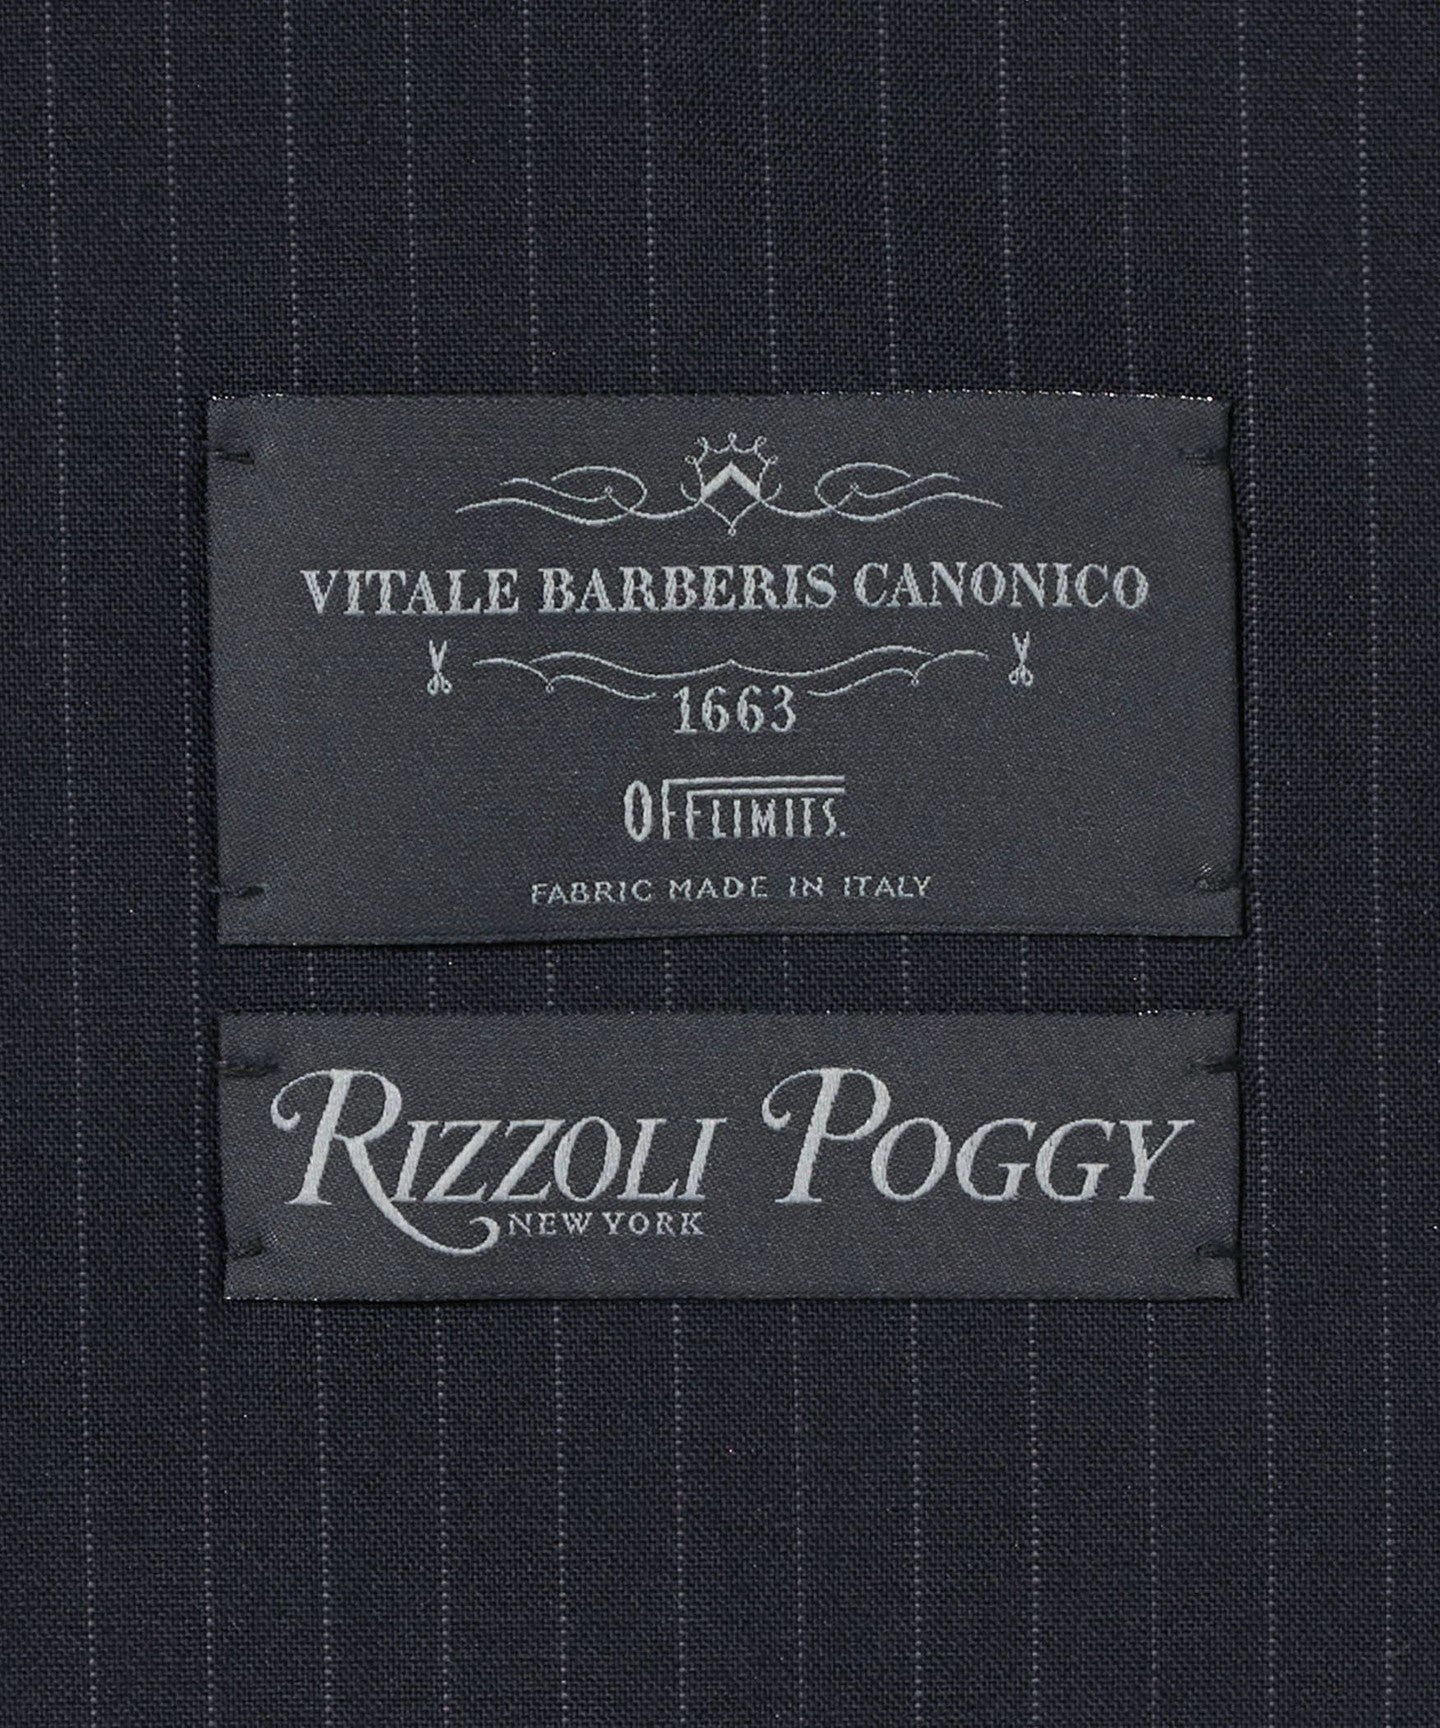 VITALE BARBERIS CANONICO
1663
OFFLIMITS.
FABRIC MADE IN ITALY
RIZZOLI POGGY
NEW YORK